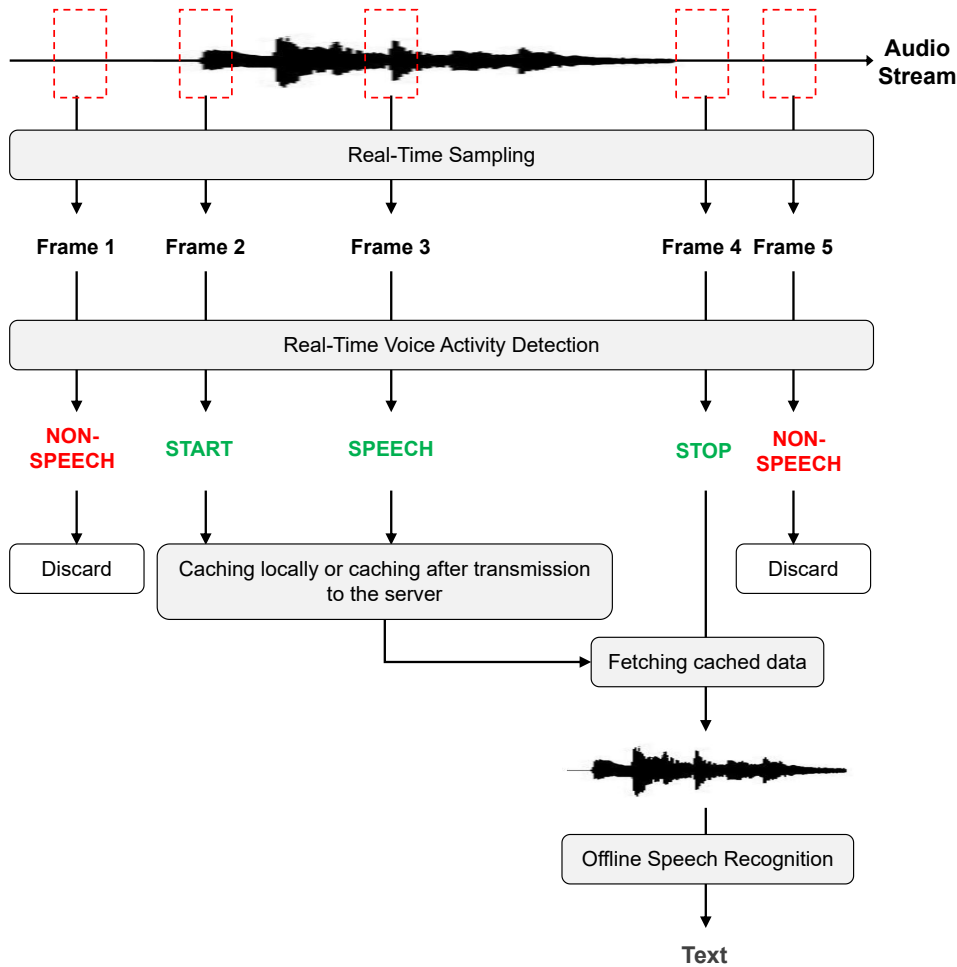 Audio
Stream
Real-Time Sampling
Frame 1
Frame 2
Frame 3
Frame 4
Frame 5
Real-Time Voice Activity Detection
NON-
SPEECH
START
SPEECH
STOP
NON-
SPEECH
Discard
Caching locally or caching after transmission
to the server
Discard
Fetching cached data
Offline Speech Recognition
Text